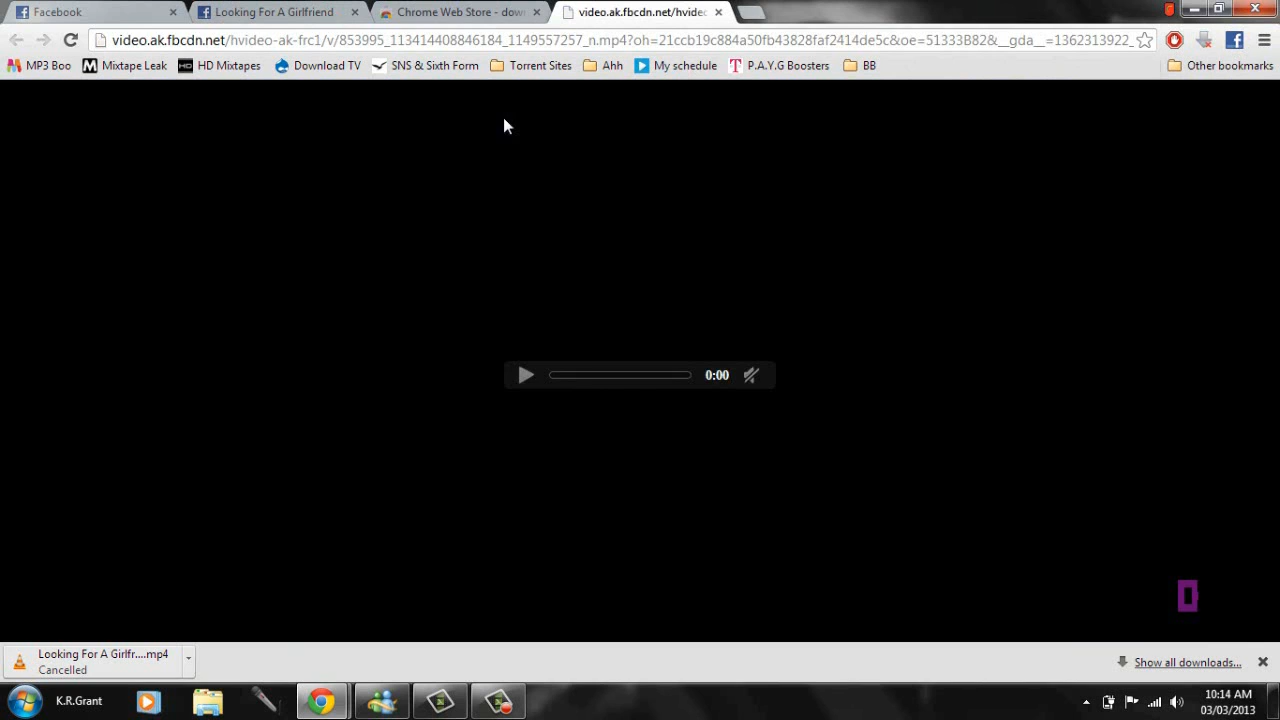 Facebook
Looking For A Girlfriend
Chrome Web Store - dow
video.ak.fbcdn.net/hvide
video.ak.fbcdn.net/hvideo-ak-frc1/v/853995_113414408846184_1149557257_n.mp4?oh=21ccb19c884a50fb43828faf2414de5c&oe=51333B82&__gda__=1362313922_
MP3 Boo
Mixtape Leak
HD HD Mixtapes
Download TV
SNS & Sixth Form
Torrent Sites
Ahh
My schedule
T P.A.Y.G Boosters
BB
Other bookmarks
0:00
Looking For A Girlfr....mp4
Cancelled
Show all downloads...
K.R.Grant
10:14 AM
03/03/2013